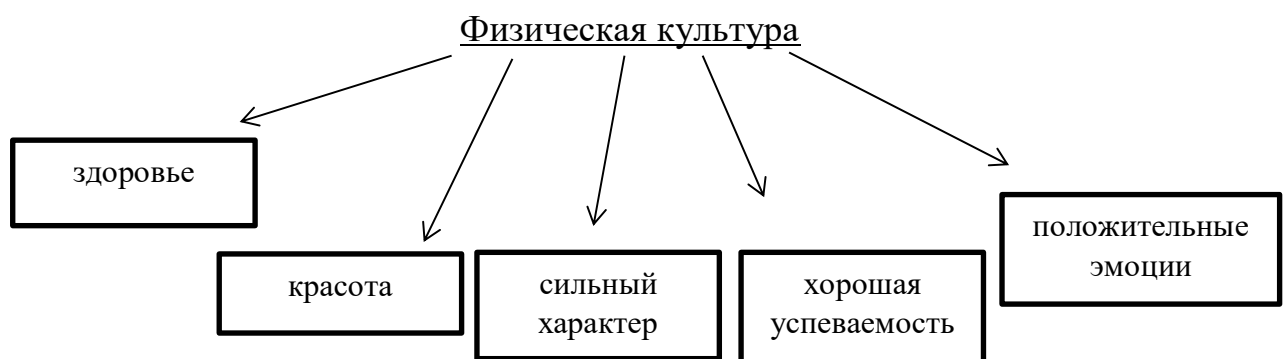 Физическая культура
здоровье
красота
сильный
характер
хорошая
успеваемость
положительные
эмоции